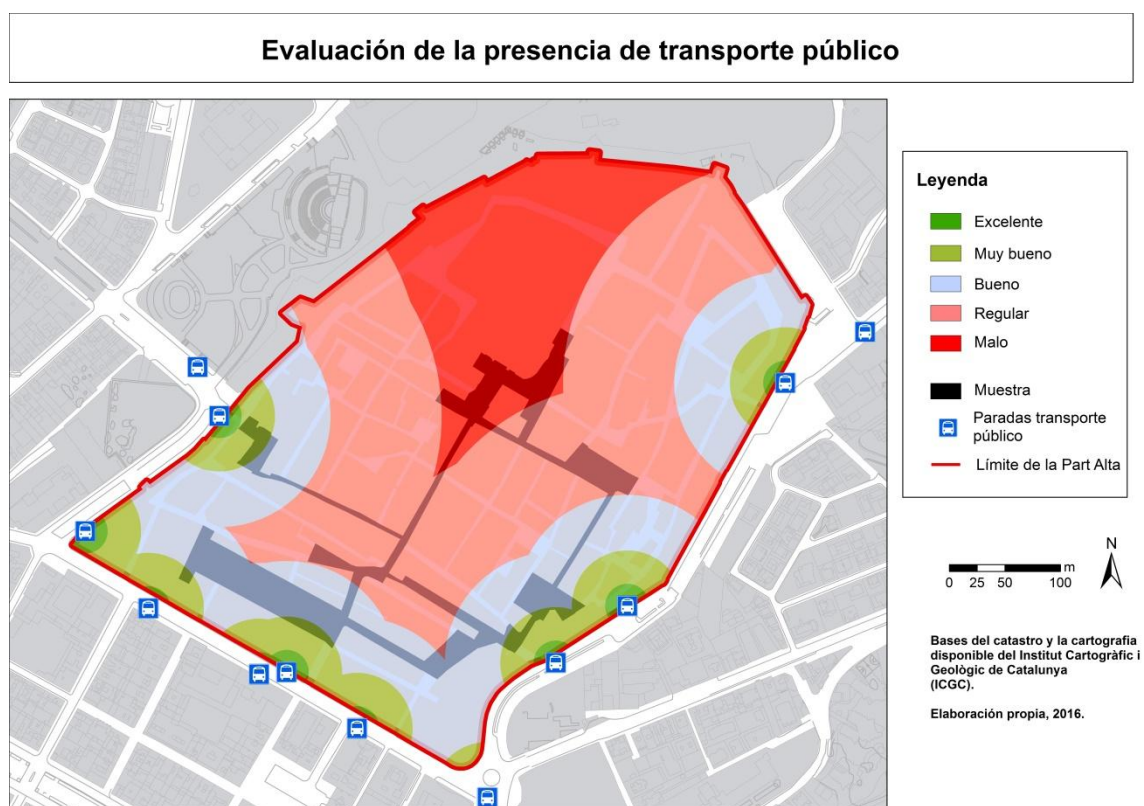 Evaluación de la presencia de transporte público
Leyenda
Excelente
Muy bueno
Bueno
Regular
Malo
Muestra
Paradas transporte
público
Límite de la Part Alta
N
m
0 25 50 100
Bases del catastro y la cartografia
disponible del Institut Cartogràfic i
Geològic de Catalunya
(ICGC).
Elaboración propia, 2016.